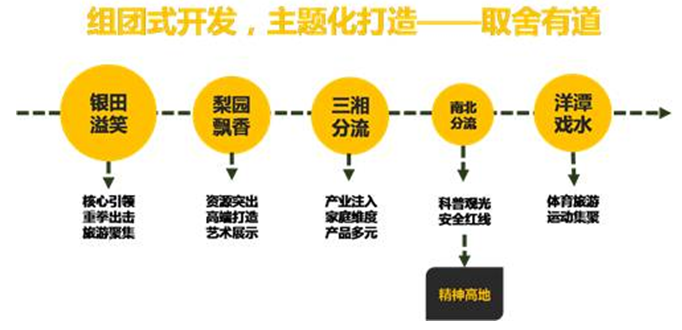 组团式开发，主题化打造——取舍有道
银田
溢笑
梨园
飘香
三湘
分流
南北
分流
洋潭
戏水
核心引领
重拳出击
旅游聚集
资源突出
高端打造
艺术展示
产业注入
家庭维度
产品多元
科普观光
安全红线
体育旅游
运动集聚
精神高地